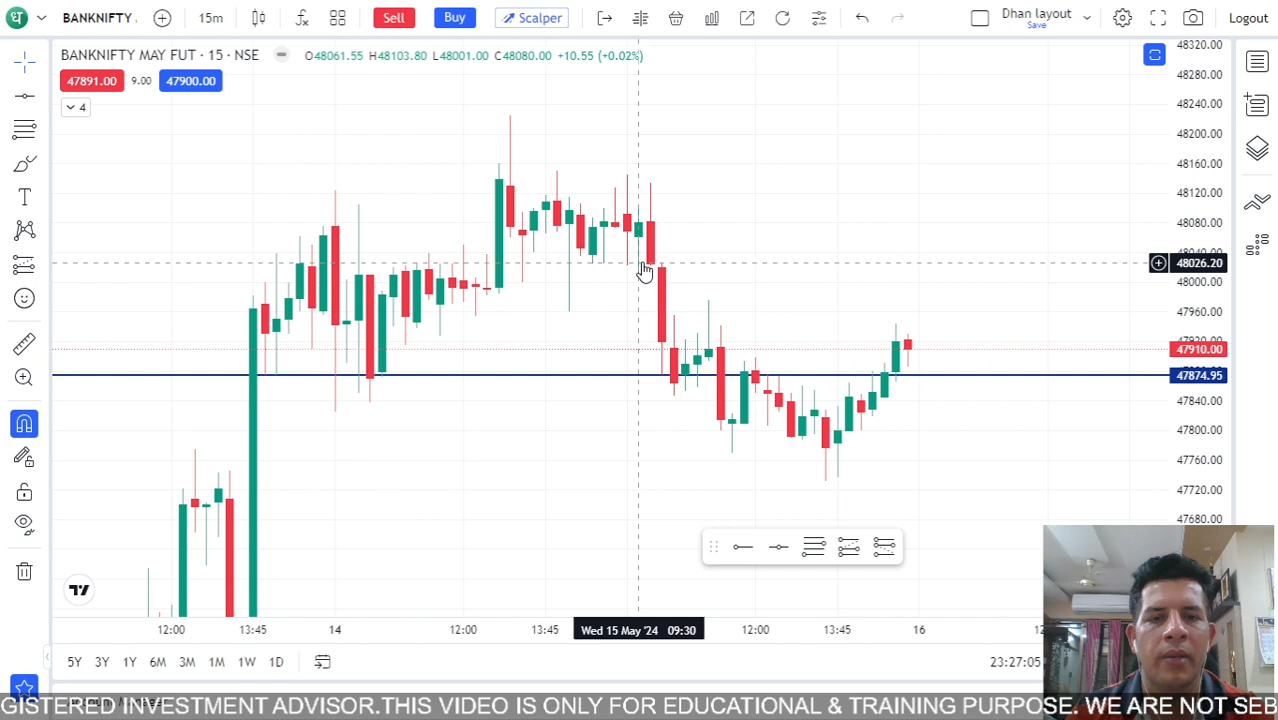 BANKNIFTY
15m
Sell
Buy
Scalper
Dhan layout
Save
Logout
BANKNIFTY MAY FUT · 15 · NSE
O48061.55 H48103.80 L48001.00 C48080.00 +10.55 (+0.02%)
47891.00
9.00
47900.00
4
48320.00
48280.00
48240.00
48200.00
48160.00
48120.00
48080.00
48026.20
48000.00
47960.00
47910.00
47874.95
47840.00
47800.00
47760.00
47720.00
47680.00
12:00
13:45
14
12:00
13:45
Wed 15 May '24 09:30
12:00
13:45
16
5Y
3Y
1Y
6M
3M
1M
1W
1D
23:27:05
GISTERED INVESTMENT ADVISOR.THIS VIDEO IS ONLY FOR EDUCATIONAL & TRAINING PURPOSE. WE ARE NOT SEB